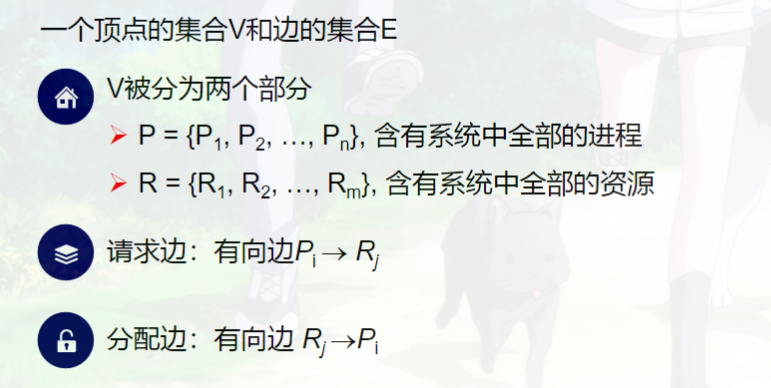 一个顶点的集合V和边的集合E
V被分为两个部分
P = {P1, P2, …, Pn}, 含有系统中全部的进程
R = {R1, R2, …, Rm}, 含有系统中全部的资源
请求边：有向边Pi→ Rj
分配边：有向边 Rj→Pi